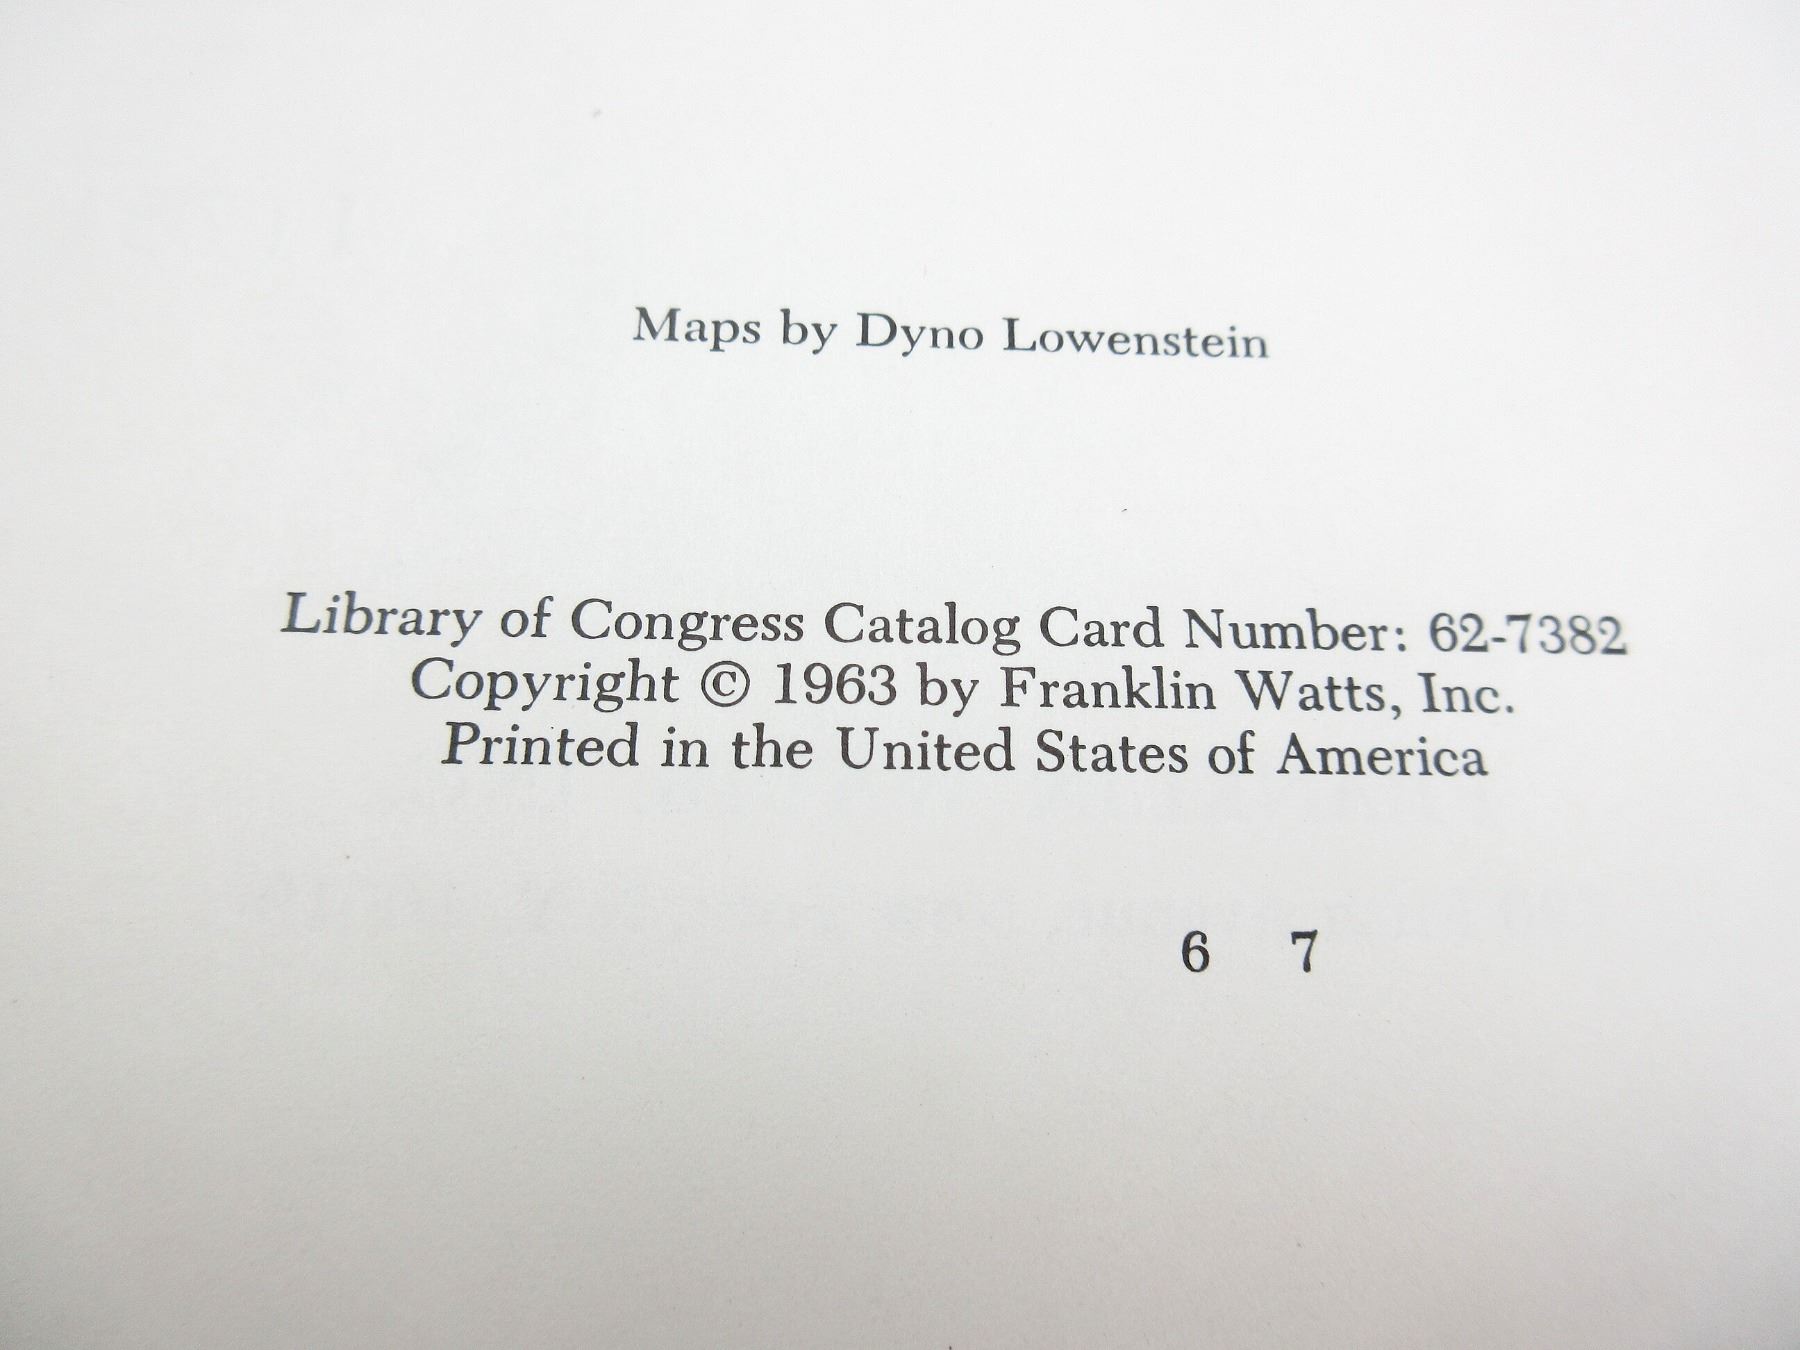 Maps by Dyno Lowenstein
Library of Congress Catalog Card Number: 62-7382
Copyright © 1963 by Franklin Watts, Inc.
Printed in the United States of America
6 7